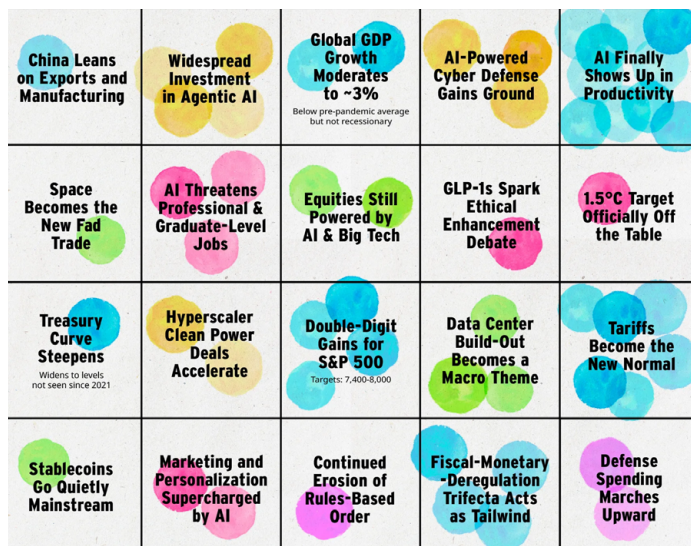 China Leans
on Exports and
Manufacturing
Widespread
Investment
in Agentic AI
Global GDP
Growth
Moderates
to ~3%
Below pre-pandemic average
but not recessionary
AI-Powered
Cyber Defense
Gains Ground
AI Finally
Shows Up in
Productivity
Space
Becomes the
New Fad
Trade
AI Threatens
Professional &
Graduate-Level
Jobs
Equities Still
Powered by
AI & Big Tech
GLP-1s Spark
Ethical
Enhancement
Debate
1.5°C Target
Officially Off
the Table
Treasury
Curve
Steepens
Widens to levels
not seen since 2021
Hyperscaler
Clean Power
Deals
Accelerate
Double-Digit
Gains for
S&P 500
Targets: 7,400-8,000
Data Center
Build-Out
Becomes a
Macro Theme
Tariffs
Become the
New Normal
Stablecoins
Go Quietly
Mainstream
Marketing and
Personalization
Supercharged
by AI
Continued
Erosion of
Rules-Based
Order
Fiscal-Monetary
-Deregulation
Trifecta Acts
as Tailwind
Defense
Spending
Marches
Upward